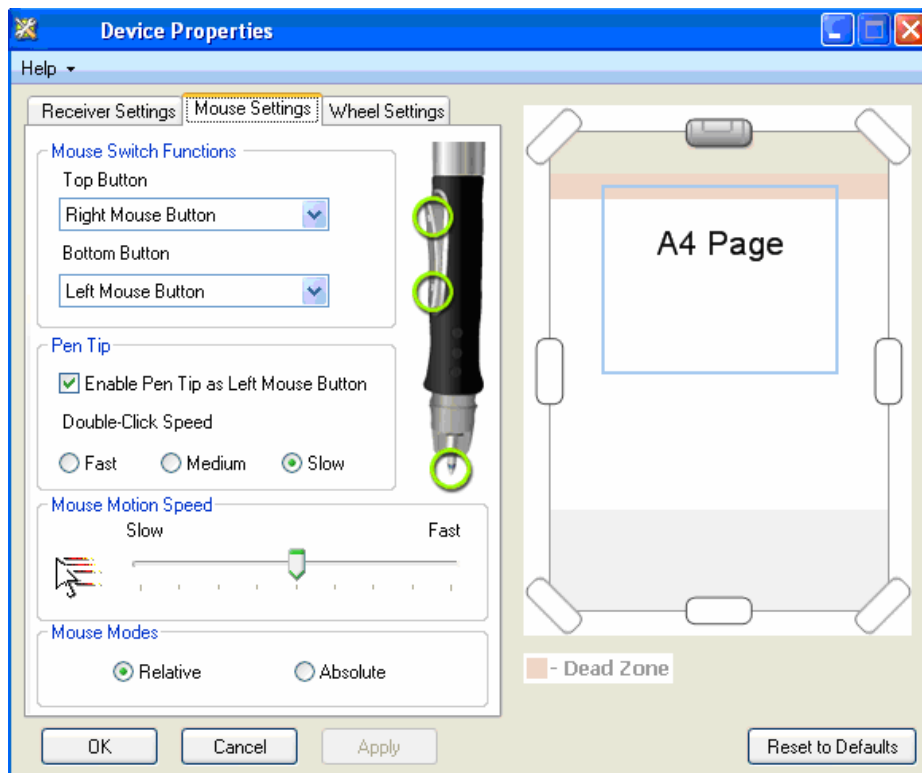 Device Properties
Help
Receiver Settings Mouse Settings Wheel Settings
Mouse Switch Functions
Top Button
Right Mouse Button
Bottom Button
Left Mouse Button
Pen Tip
Enable Pen Tip as Left Mouse Button
Double-Click Speed
Fast Medium Slow
Mouse Motion Speed
Slow Fast
Mouse Modes
Relative Absolute
OK Cancel Apply
A4 Page
- Dead Zone
Reset to Defaults